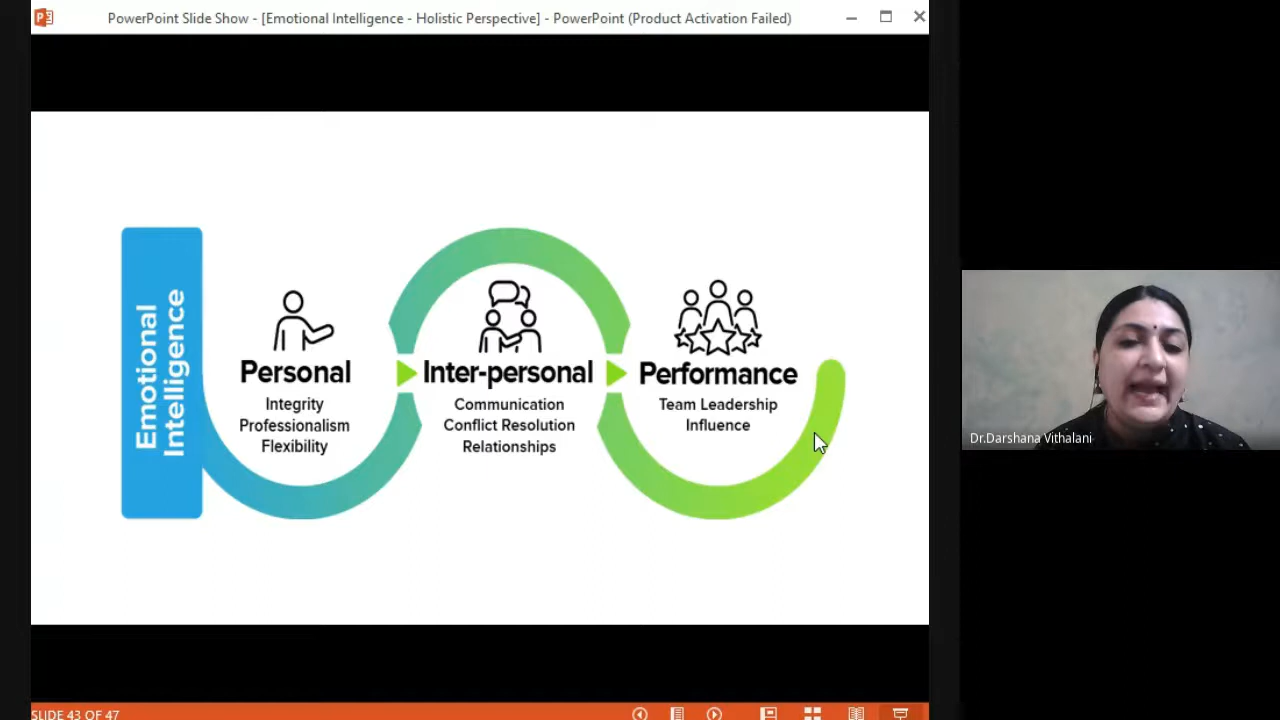 PowerPoint Slide Show - [Emotional Intelligence - Holistic Perspective] - PowerPoint (Product Activation Failed)
Emotional
Intelligence
Personal
Integrity
Professionalism
Flexibility
Inter-personal
Communication
Conflict Resolution
Relationships
Performance
Team Leadership
Influence
Dr.Darshana Vithalani
SLIDE 43 OF 47